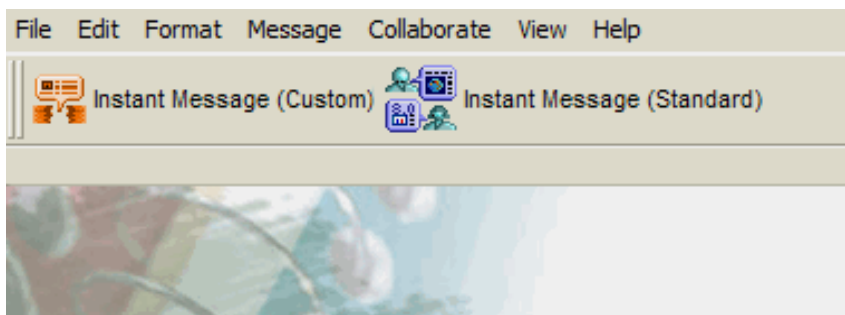 File Edit Format Message Collaborate View Help
Instant Message (Custom) Instant Message (Standard)